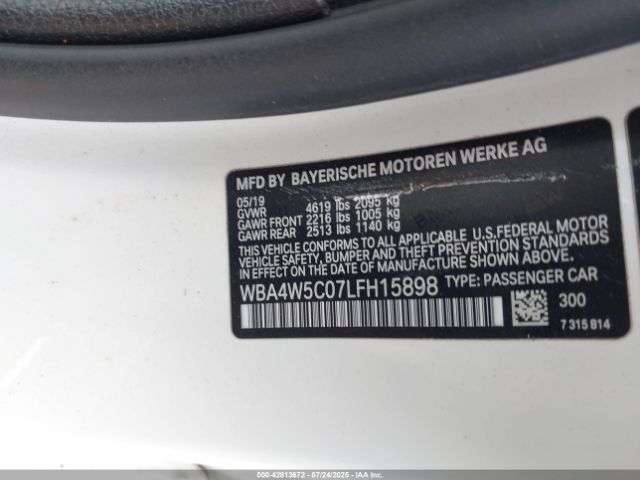 MFD BY BAYERISCHE MOTOREN WERKE AG
05/19
GVWR 4619 lbs 2095 kg
GAWR FRONT 2216 lbs 1005 kg
GAWR REAR 2513 lbs 1140 kg
THIS VEHICLE CONFORMS TO ALL APPLICABLE U.S.FEDERAL MOTOR
VEHICLE SAFETY, BUMPER AND THEFT PREVENTION STANDARDS
IN EFFECT ON THE DATE OF MANUFACTURE SHOWN ABOVE.
WBA4W5C07LFH15898 TYPE: PASSENGER CAR
300
7 315 814
000-42813672 - 07/24/2025 - IAAI Corp.